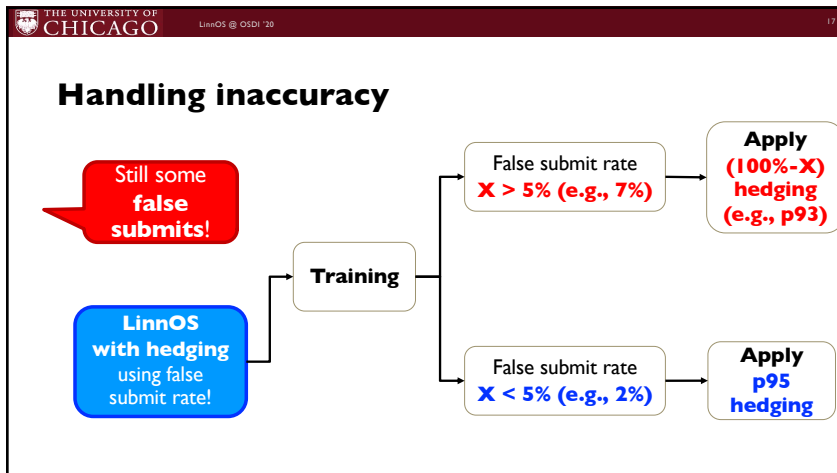 THE UNIVERSITY OF
CHICAGO
LinnOS @ OSDI '20
17
Handling inaccuracy
Still some
false
submits!
LinnOS
with hedging
using false
submit rate!
Training
False submit rate
X > 5% (e.g., 7%)
Apply
(100%-X)
hedging
(e.g., p93)
False submit rate
X < 5% (e.g., 2%)
Apply
p95
hedging